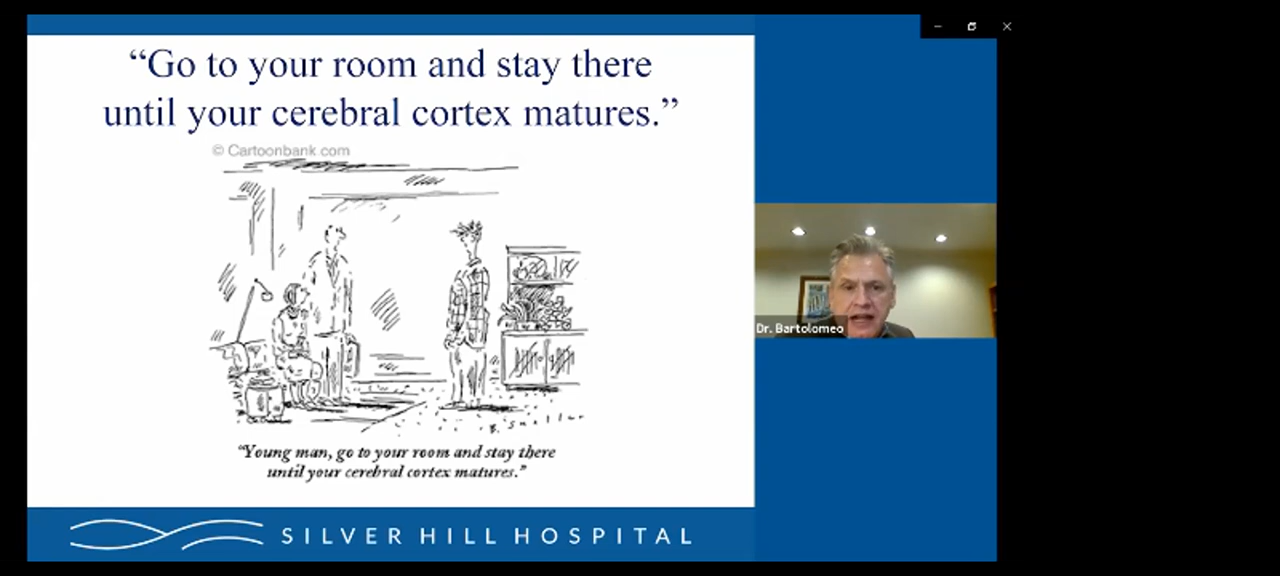 “Go to your room and stay there
until your cerebral cortex matures.”
© Cartoonbank.com
“Young man, go to your room and stay there
until your cerebral cortex matures.”
SILVER HILL HOSPITAL
Dr. Bartolomeo